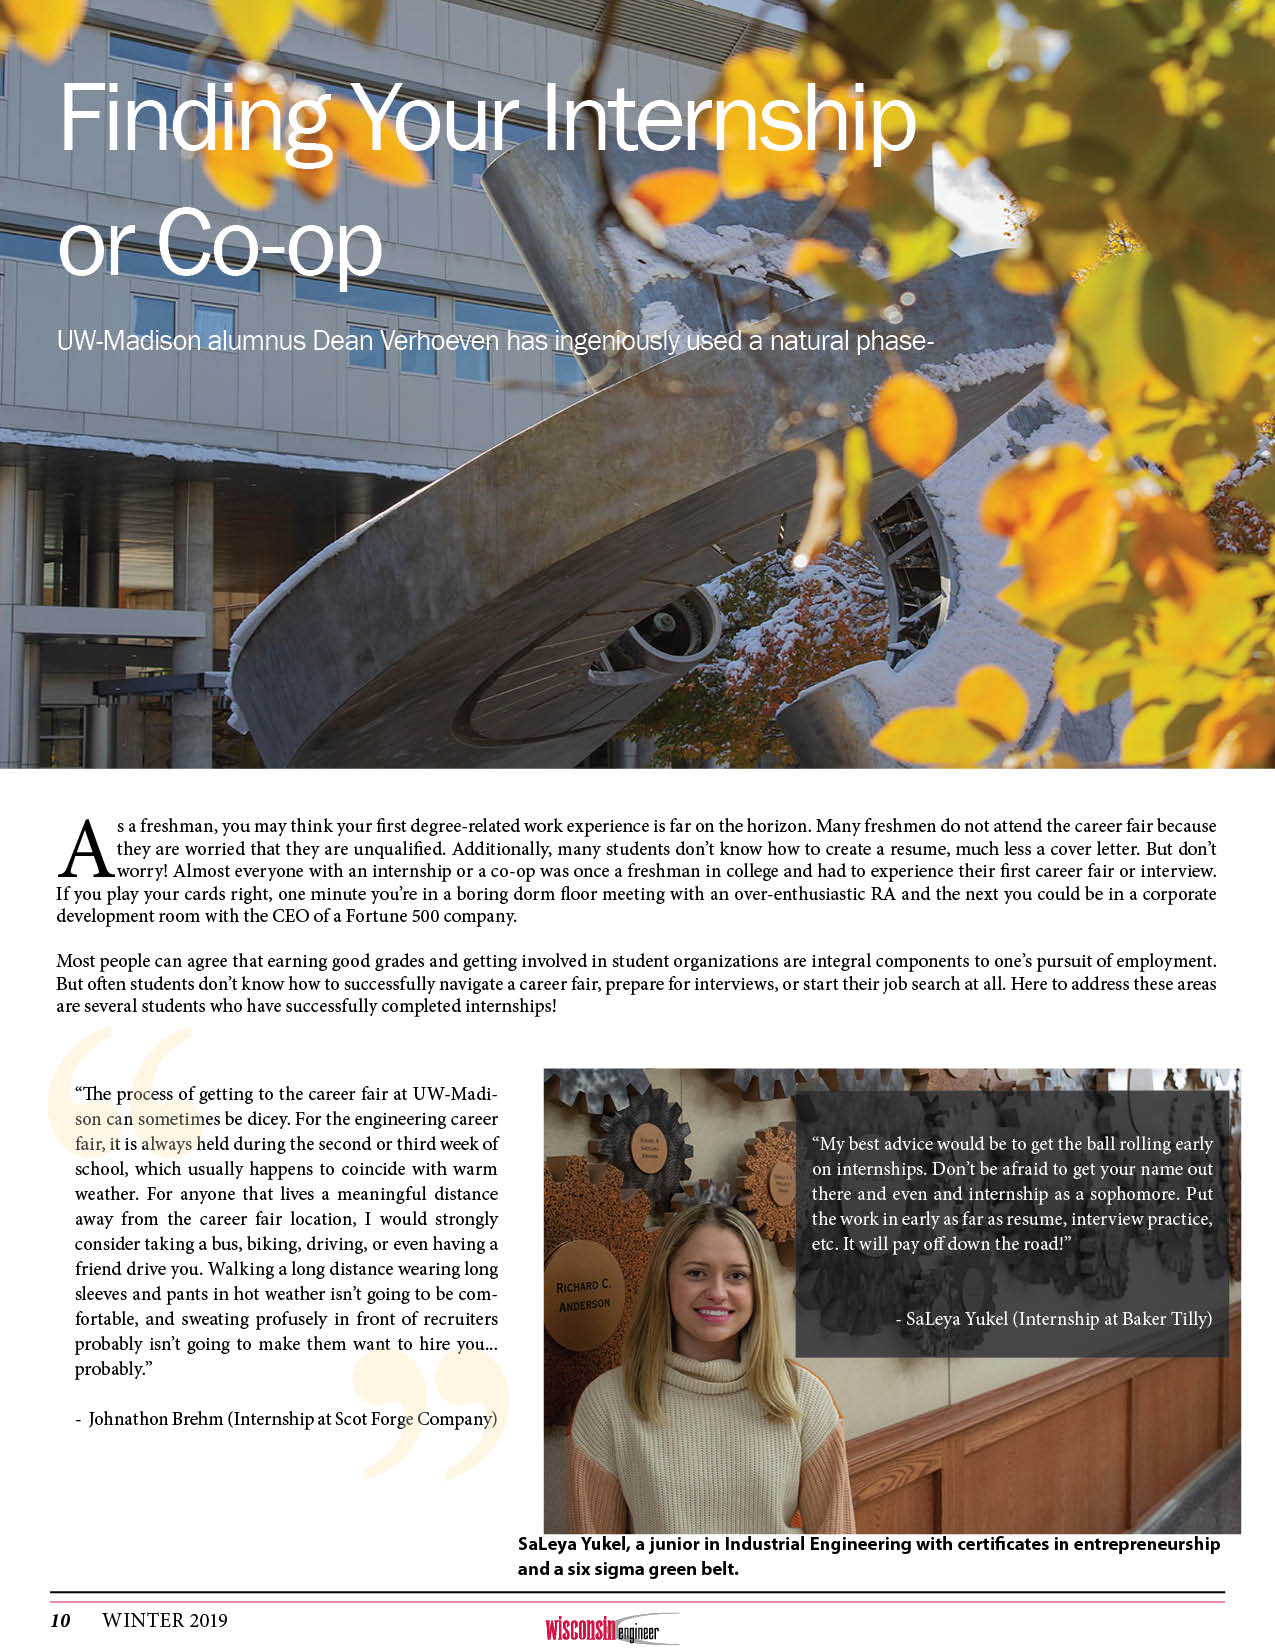 Finding Your Internship
or Co-op
UW-Madison alumnus Dean Verhoeven has ingeniously used a natural phase-
As a freshman, you may think your first degree-related work experience is far on the horizon. Many freshmen do not attend the career fair because
they are worried that they are unqualified. Additionally, many students don’t know how to create a resume, much less a cover letter. But don’t
worry! Almost everyone with an internship or a co-op was once a freshman in college and had to experience their first career fair or interview.
If you play your cards right, one minute you’re in a boring dorm floor meeting with an over-enthusiastic RA and the next you could be in a corporate
development room with the CEO of a Fortune 500 company.
Most people can agree that earning good grades and getting involved in student organizations are integral components to one’s pursuit of employment.
But often students don’t know how to successfully navigate a career fair, prepare for interviews, or start their job search at all. Here to address these areas
are several students who have successfully completed internships!
“The process of getting to the career fair at UW-Madi-
son can sometimes be dicey. For the engineering career
fair, it is always held during the second or third week of
school, which usually happens to coincide with warm
weather. For anyone that lives a meaningful distance
away from the career fair location, I would strongly
consider taking a bus, biking, driving, or even having a
friend drive you. Walking a long distance wearing long
sleeves and pants in hot weather isn’t going to be com-
fortable, and sweating profusely in front of recruiters
probably isn’t going to make them want to hire you...
probably.”
- Johnathon Brehm (Internship at Scot Forge Company)
“My best advice would be to get the ball rolling early
on internships. Don’t be afraid to get your name out
there and even and internship as a sophomore. Put
the work in early as far as resume, interview practice,
etc. It will pay off down the road!”
- SaLeya Yukel (Internship at Baker Tilly)
RICHARD C.
ANDERSON
SaLeya Yukel, a junior in Industrial Engineering with certificates in entrepreneurship
and a six sigma green belt.
10 WINTER 2019
wisconsin engineer